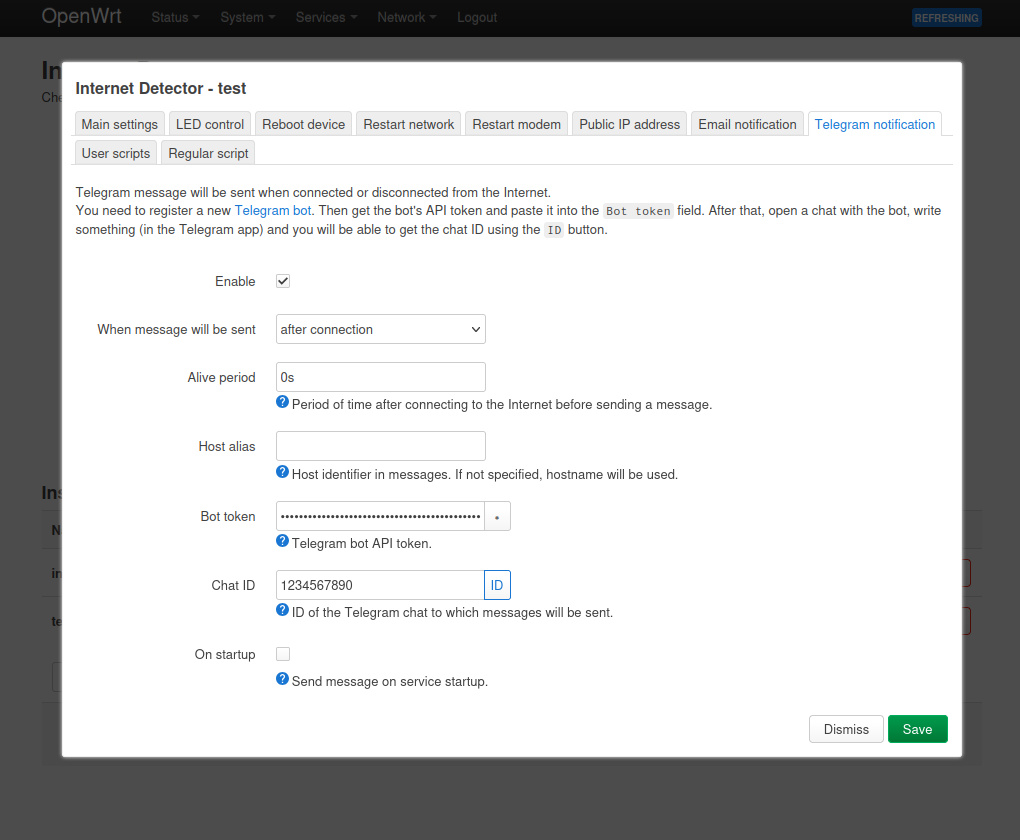 OpenWrt Status System Services Network Logout REFRESHING
In
Che
Internet Detector - test
Main settings LED control Reboot device Restart network Restart modem Public IP address Email notification Telegram notification
User scripts Regular script
Telegram message will be sent when connected or disconnected from the Internet.
You need to register a new Telegram bot. Then get the bot's API token and paste it into the Bot token field. After that, open a chat with the bot, write
something (in the Telegram app) and you will be able to get the chat ID using the ID button.
Enable
When message will be sent after connection
Alive period 0s
? Period of time after connecting to the Internet before sending a message.
Host alias
? Host identifier in messages. If not specified, hostname will be used.
Ins
Bot token ••••••••••••••••••••••••••••••••••••••••••••• •
N
? Telegram bot API token.
in
Chat ID 1234567890 ID
? ID of the Telegram chat to which messages will be sent.
te
On startup
? Send message on service startup.
Dismiss Save